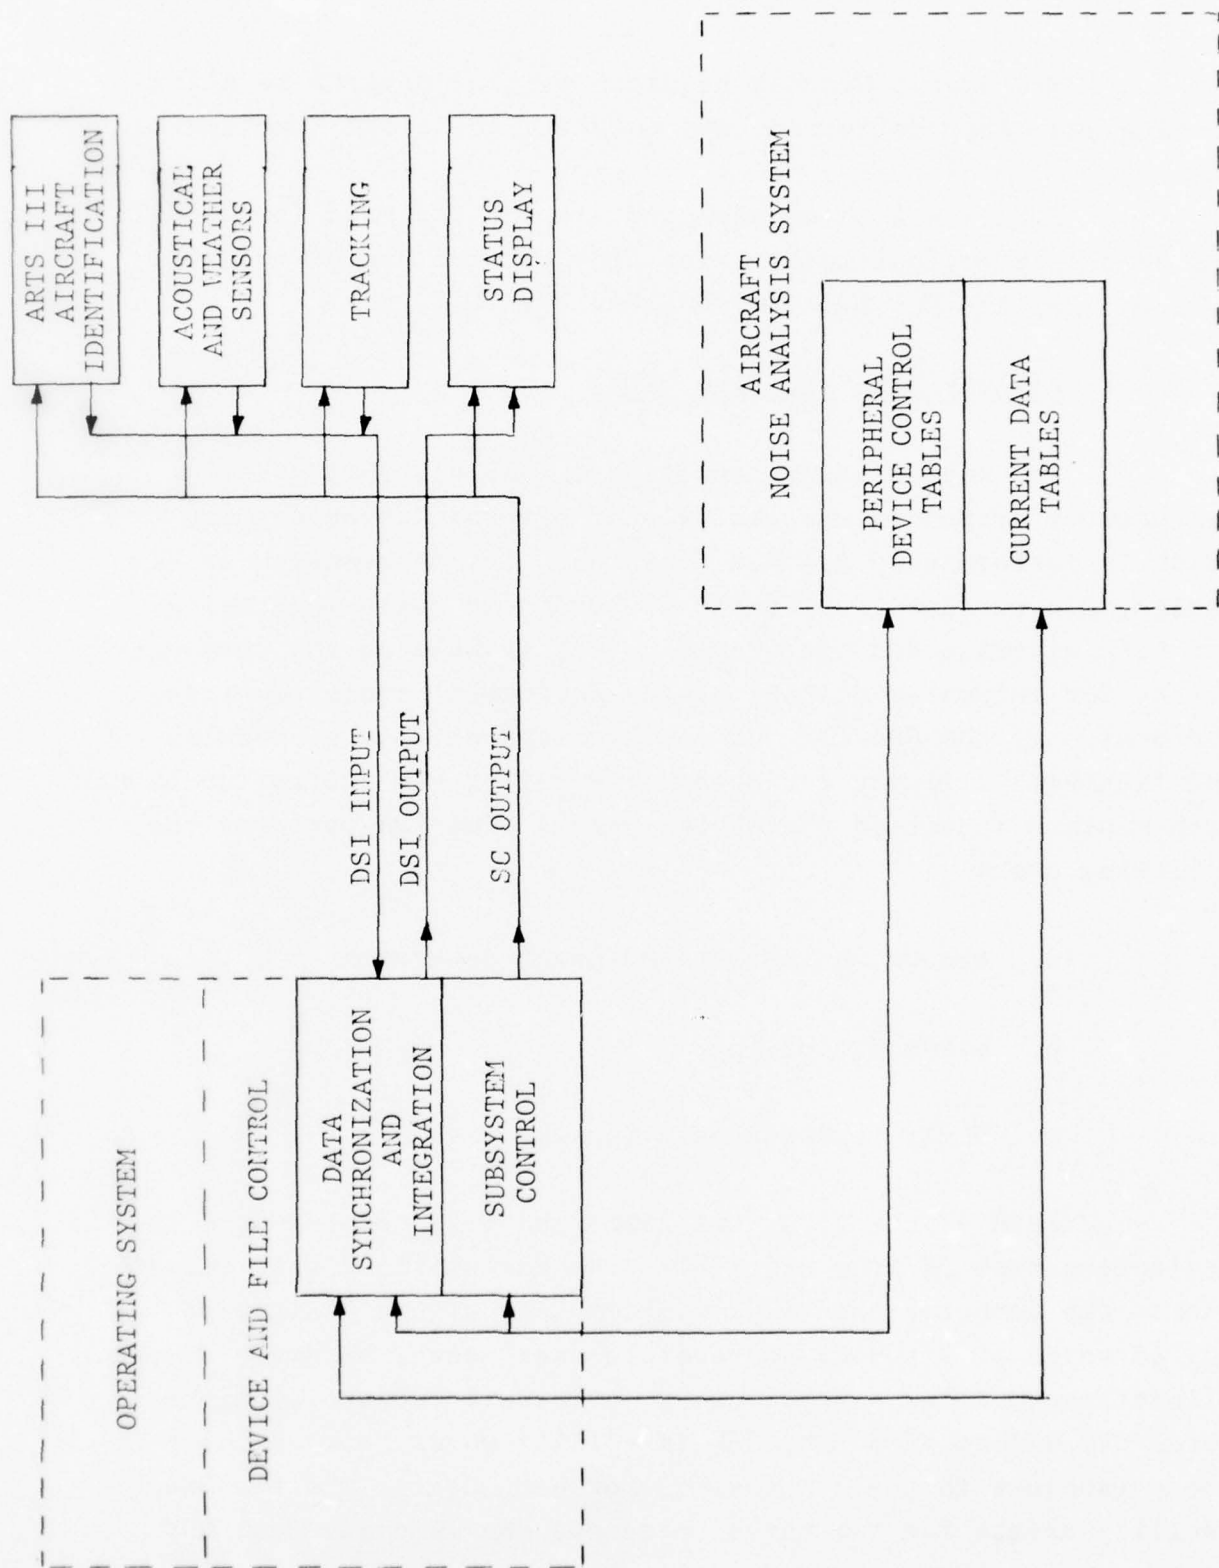 OPERATING SYSTEM
DEVICE AND FILE CONTROL
DATA
SYNCHRONIZATION
AND
INTEGRATION
SUBSYSTEM
CONTROL
DSI INPUT
DSI OUTPUT
SC OUTPUT
ARTS III
AIRCRAFT
IDENTIFICATION
ACOUSTICAL
AND WEATHER
SENSORS
TRACKING
STATUS
DISPLAY
AIRCRAFT
NOISE ANALYSIS SYSTEM
PERIPHERAL
DEVICE CONTROL
TABLES
CURRENT DATA
TABLES